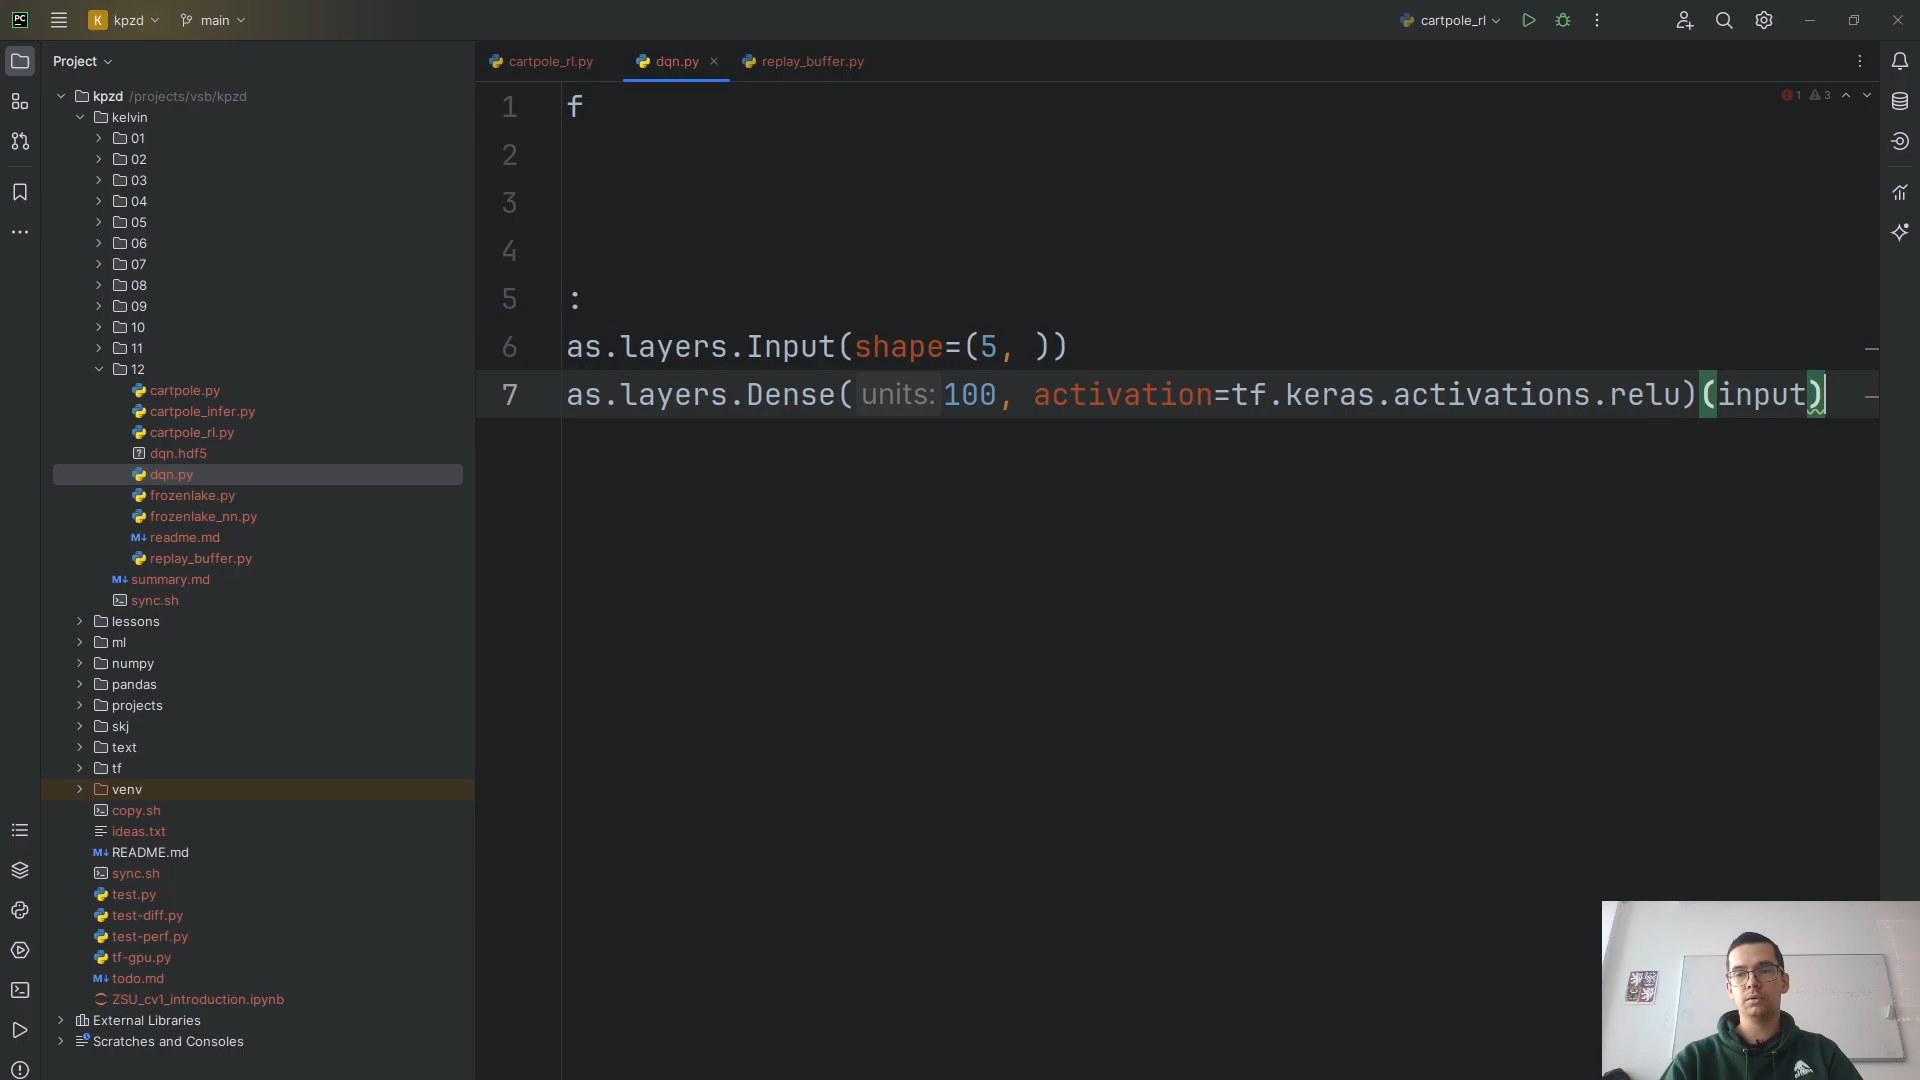 PC
K kpzd
main
cartpole_rl
Project
cartpole_rl.py
dqn.py
replay_buffer.py
kpzd /projects/vsb/kpzd
kelvin
01
02
03
04
05
06
07
08
09
10
11
12
cartpole.py
cartpole_infer.py
cartpole_rl.py
dqn.hdf5
dqn.py
frozenlake.py
frozenlake_nn.py
M↓ readme.md
replay_buffer.py
M↓ summary.md
sync.sh
lessons
ml
numpy
pandas
projects
skj
text
tf
venv
copy.sh
ideas.txt
M↓ README.md
sync.sh
test.py
test-diff.py
test-perf.py
tf-gpu.py
M↓ todo.md
ZSU_cv1_introduction.ipynb
External Libraries
Scratches and Consoles
1 3
1 f
2
3
4
5 :
6 as.layers.Input(shape=(5, ))
7 as.layers.Dense( units: 100, activation=tf.keras.activations.relu)(input)